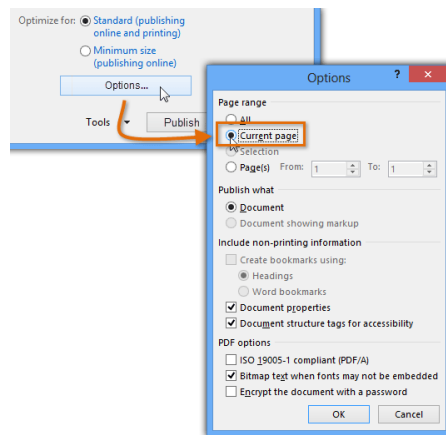 Optimize for: Standard (publishing
online and printing)
Minimum size
(publishing online)
Options...
Tools Publish
Options ?
Page range
All
Current page
Selection
Page(s) From: 1 To: 1
Publish what
Document
Document showing markup
Include non-printing information
Create bookmarks using:
Headings
Word bookmarks
Document properties
Document structure tags for accessibility
PDF options
ISO 19005-1 compliant (PDF/A)
Bitmap text when fonts may not be embedded
Encrypt the document with a password
OK Cancel